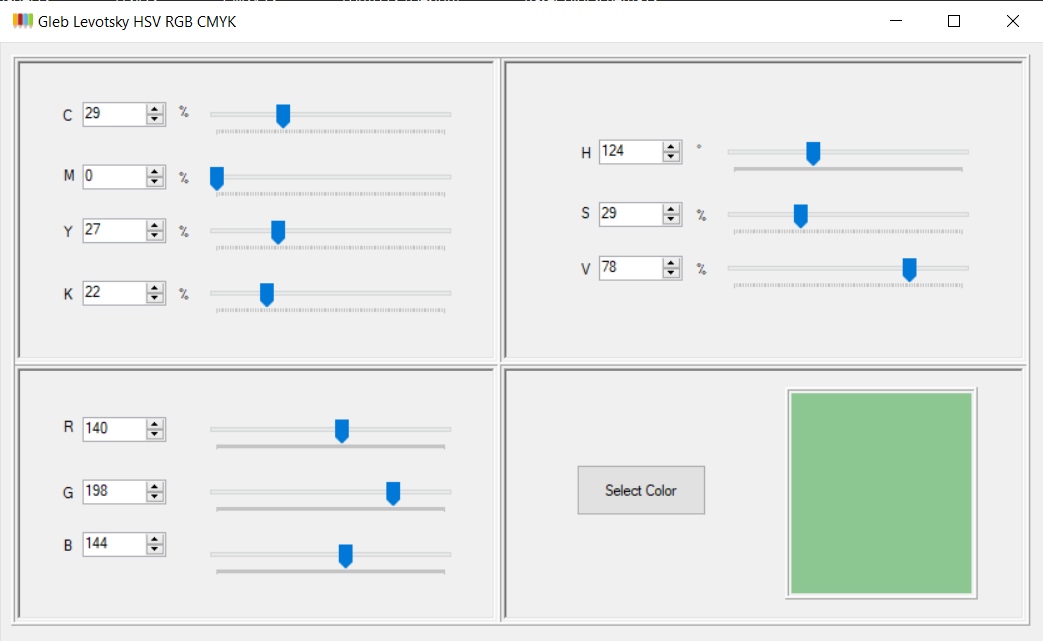 Gleb Levotsky HSV RGB CMYK
C 29 %
M 0 %
Y 27 %
K 22 %
H 124 °
S 29 %
V 78 %
R 140
G 198
B 144
Select Color